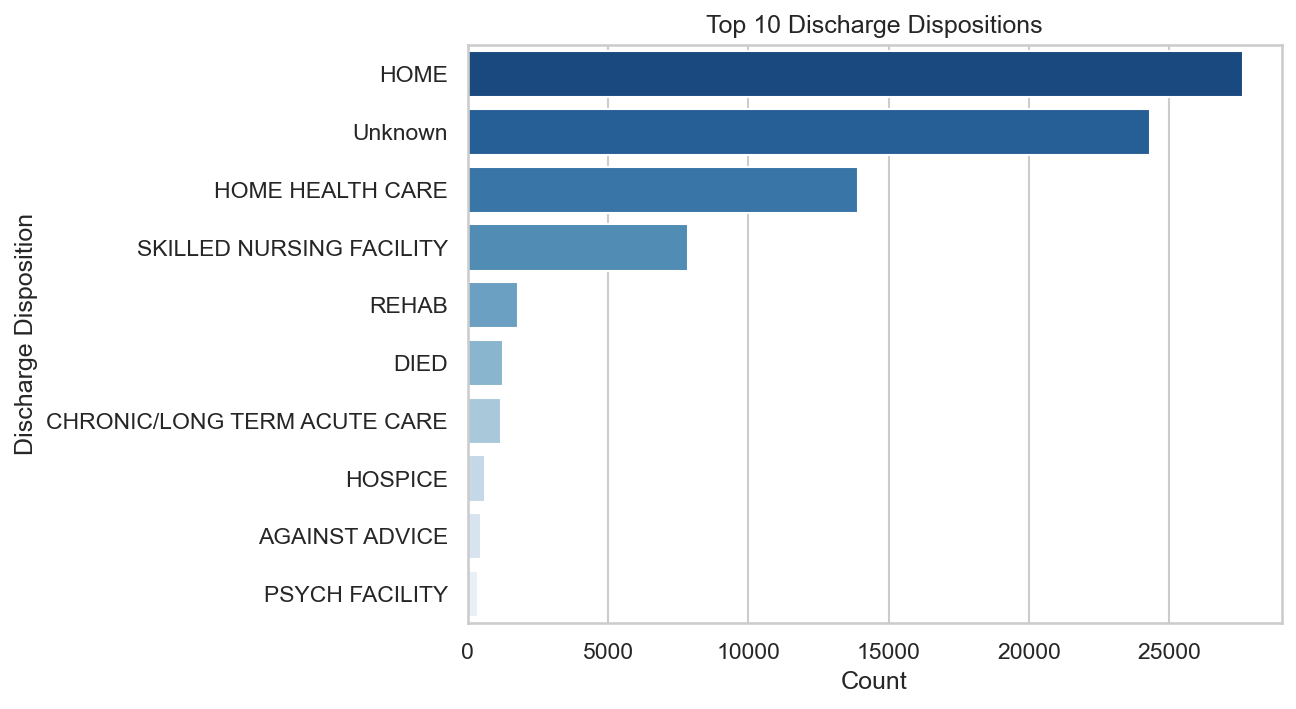 Top 10 Discharge Dispositions
HOME
Unknown
HOME HEALTH CARE
SKILLED NURSING FACILITY
REHAB
DIED
CHRONIC/LONG TERM ACUTE CARE
HOSPICE
AGAINST ADVICE
PSYCH FACILITY
Discharge Disposition
0 5000 10000 15000 20000 25000
Count